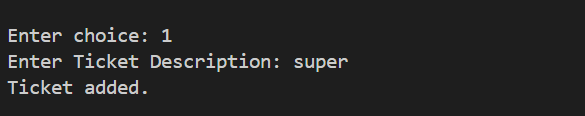 Enter choice: 1
Enter Ticket Description: super
Ticket added.